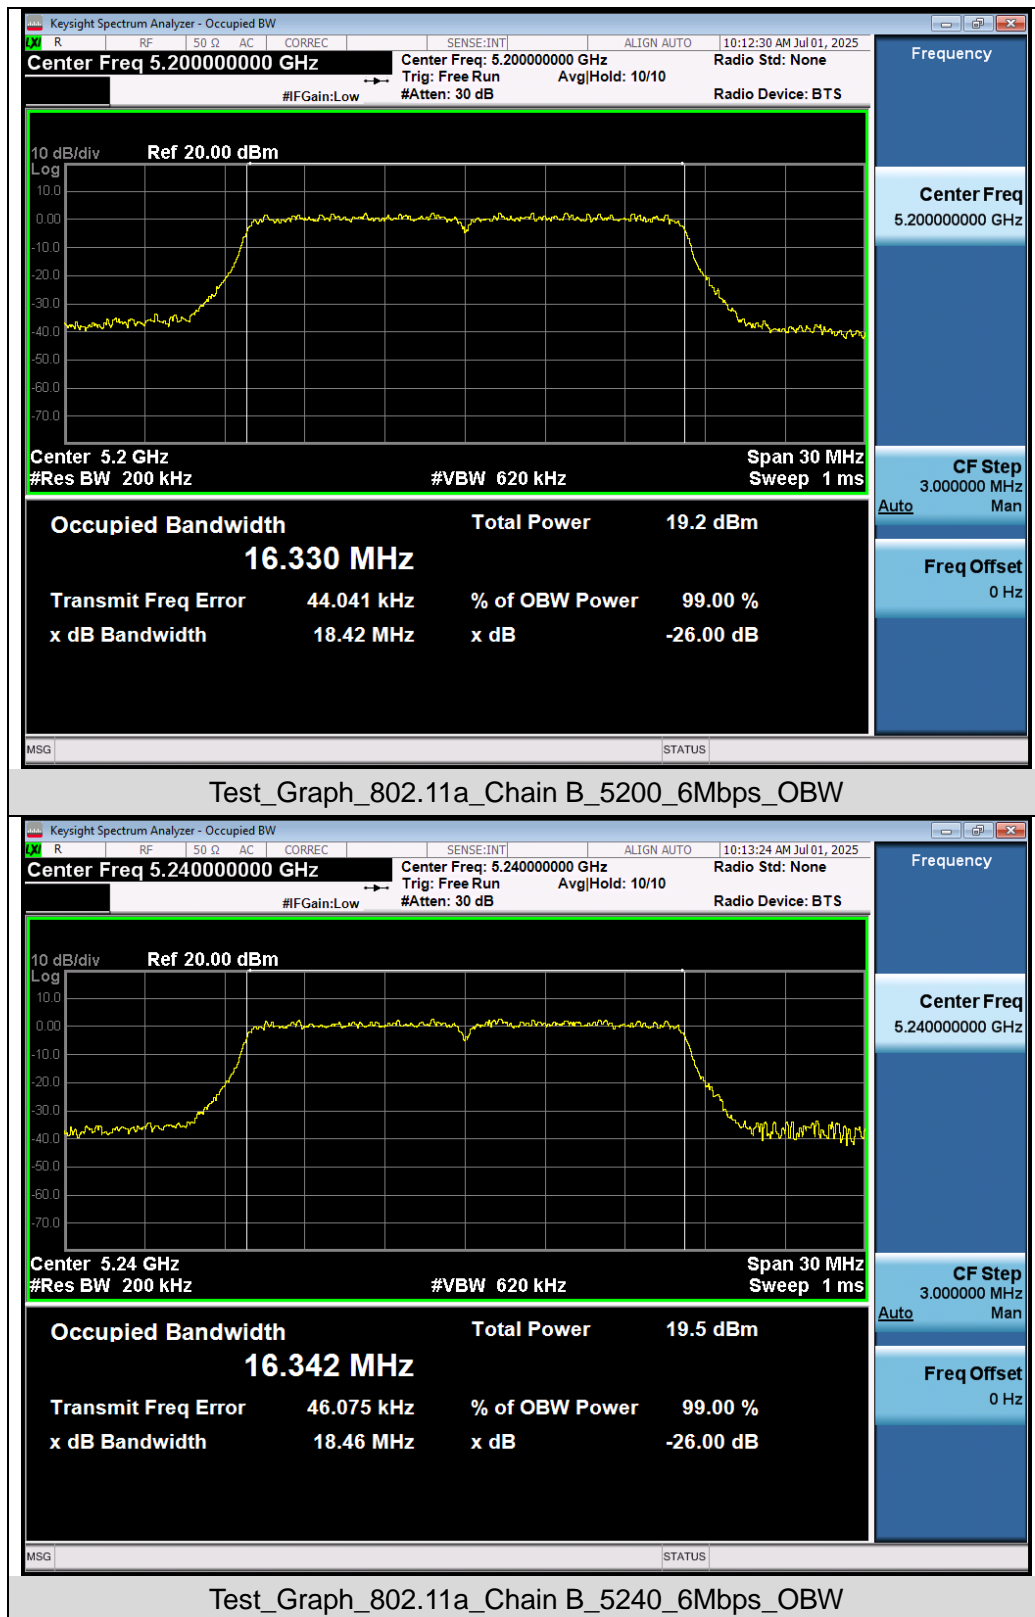 Keysight Spectrum Analyzer - Occupied BW
LXI R RF 50 Ω AC CORREC SENSE:INT ALIGN AUTO 10:12:30 AM Jul 01, 2025
Center Freq 5.200000000 GHz
Center Freq: 5.200000000 GHz
Radio Std: None
Trig: Free Run Avg|Hold: 10/10
#IFGain:Low #Atten: 30 dB Radio Device: BTS
10 dB/div Ref 20.00 dBm
Log
10.0
0.00
-10.0
-20.0
-30.0
-40.0
-50.0
-60.0
-70.0
Center 5.2 GHz Span 30 MHz
#Res BW 200 kHz #VBW 620 kHz Sweep 1 ms
Occupied Bandwidth Total Power 19.2 dBm
16.330 MHz
Transmit Freq Error 44.041 kHz % of OBW Power 99.00 %
x dB Bandwidth 18.42 MHz x dB -26.00 dB
MSG STATUS
Frequency
Center Freq
5.200000000 GHz
CF Step
3.000000 MHz
Auto Man
Freq Offset
0 Hz
Test_Graph_802.11a_Chain B_5200_6Mbps_OBW
Keysight Spectrum Analyzer - Occupied BW
LXI R RF 50 Ω AC CORREC SENSE:INT ALIGN AUTO 10:13:24 AM Jul 01, 2025
Center Freq 5.240000000 GHz
Center Freq: 5.240000000 GHz
Radio Std: None
Trig: Free Run Avg|Hold: 10/10
#IFGain:Low #Atten: 30 dB Radio Device: BTS
10 dB/div Ref 20.00 dBm
Log
10.0
0.00
-10.0
-20.0
-30.0
-40.0
-50.0
-60.0
-70.0
Center 5.24 GHz Span 30 MHz
#Res BW 200 kHz #VBW 620 kHz Sweep 1 ms
Occupied Bandwidth Total Power 19.5 dBm
16.342 MHz
Transmit Freq Error 46.075 kHz % of OBW Power 99.00 %
x dB Bandwidth 18.46 MHz x dB -26.00 dB
MSG STATUS
Frequency
Center Freq
5.240000000 GHz
CF Step
3.000000 MHz
Auto Man
Freq Offset
0 Hz
Test_Graph_802.11a_Chain B_5240_6Mbps_OBW